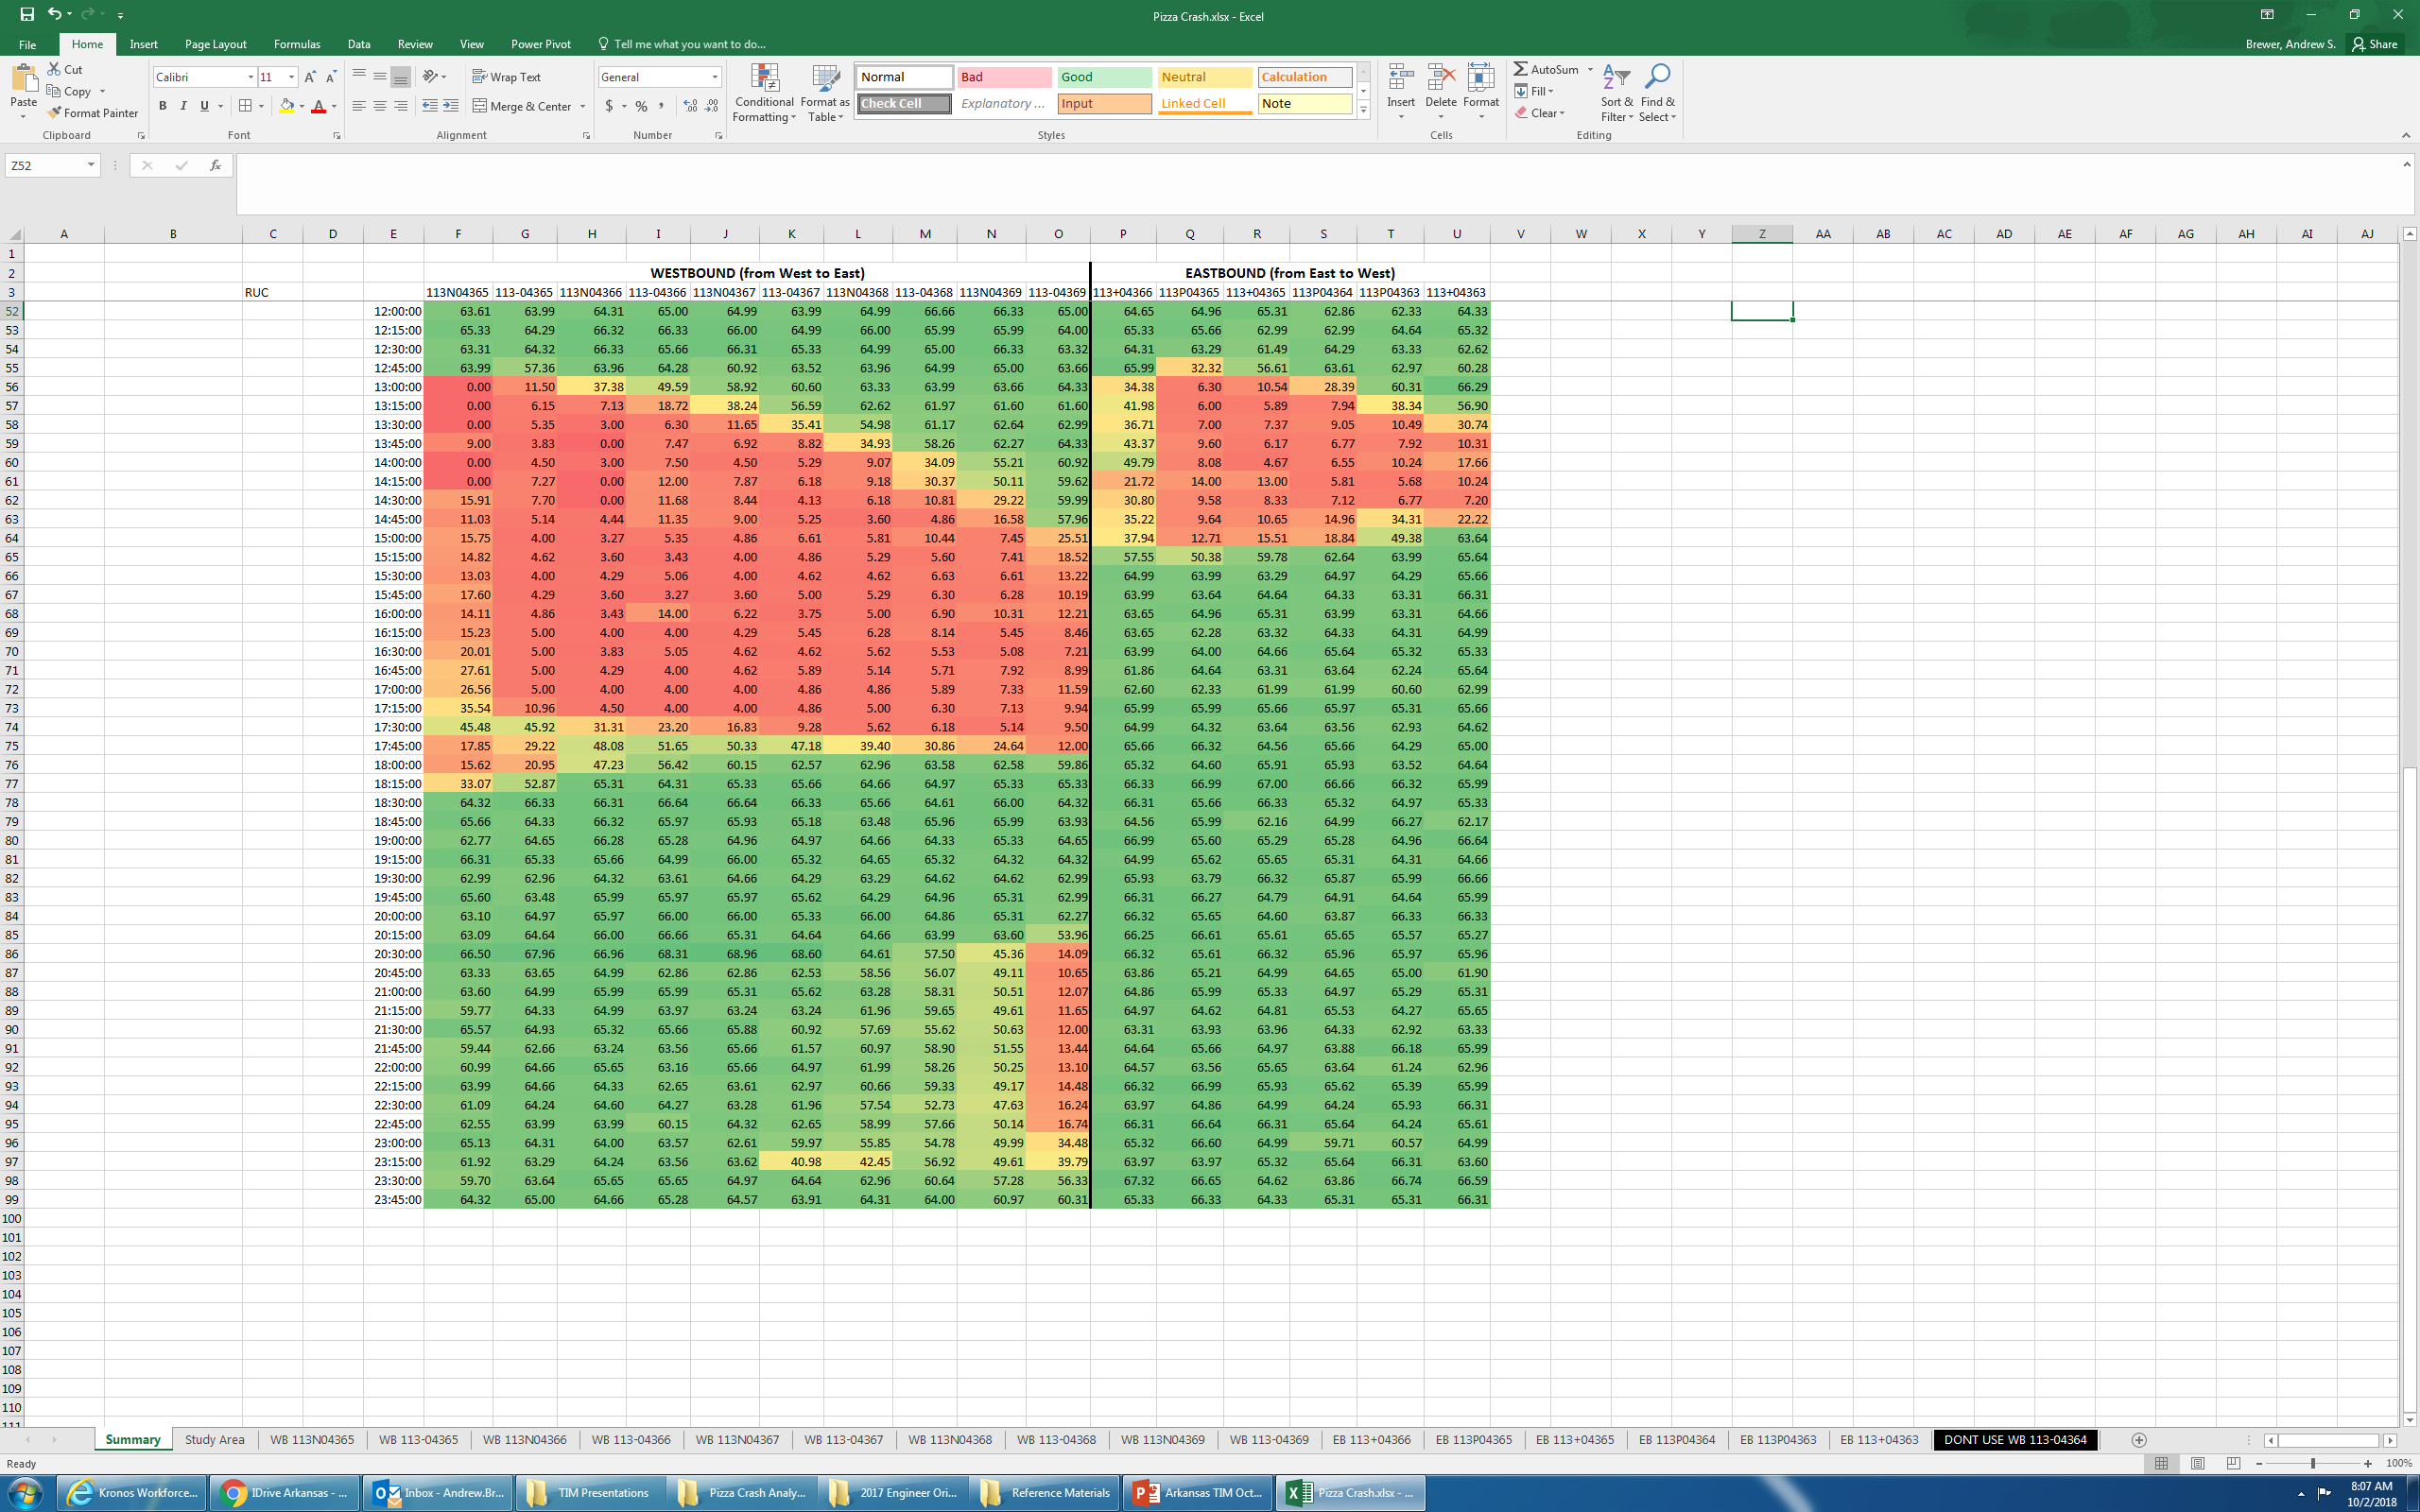 Pizza Crash.xlsx - Excel
File Home Insert Page Layout Formulas Data Review View Power Pivot Tell me what you want to do... Brewer, Andrew S. Share
Paste Cut Copy Format Painter Clipboard
Calibri 11 B I U Font
Wrap Text Merge & Center Alignment
General $ % Number
Conditional Formatting Format as Table Normal Bad Good Neutral Calculation
Check Cell Explanatory ... Input Linked Cell Note Styles
Insert Delete Format Cells
AutoSum Fill Clear Sort & Filter Find & Select Editing
Z52 fx
A B C D E F G H I J K L M N O P Q R S T U V W X Y Z AA AB AC AD AE AF AG AH AI AJ
1
2 WESTBOUND (from West to East) EASTBOUND (from East to West)
3 RUC 113N04365 113-04365 113N04366 113-04366 113N04367 113-04367 113N04368 113-04368 113N04369 113-04369 113+04366 113P04365 113+04365 113P04364 113P04363 113+04363
52 12:00:00 63.61 63.99 64.31 65.00 64.99 63.99 64.99 66.66 66.33 65.00 64.65 64.96 65.31 62.86 62.33 64.33
53 12:15:00 65.33 64.29 66.32 66.33 66.00 64.99 66.00 65.99 65.99 64.00 65.33 65.66 62.99 62.99 64.64 65.32
54 12:30:00 63.31 64.32 66.33 65.66 66.31 65.33 64.99 65.00 66.33 63.32 64.31 63.29 61.49 64.29 63.33 62.62
55 12:45:00 63.99 57.36 63.96 64.28 60.92 63.52 63.96 64.99 65.00 63.66 65.99 32.32 56.61 63.61 62.97 60.28
56 13:00:00 0.00 11.50 37.38 49.59 58.92 60.60 63.33 63.99 63.66 64.33 34.38 6.30 10.54 28.39 60.31 66.29
57 13:15:00 0.00 6.15 7.13 18.72 38.24 56.59 62.62 61.97 61.60 61.60 41.98 6.00 5.89 7.94 38.34 56.90
58 13:30:00 0.00 5.35 3.00 6.30 11.65 35.41 54.98 61.17 62.64 62.99 36.71 7.00 7.37 9.05 10.49 30.74
59 13:45:00 9.00 3.83 0.00 7.47 6.92 8.82 34.93 58.26 62.27 64.33 43.37 9.60 6.17 6.77 7.92 10.31
60 14:00:00 0.00 4.50 3.00 7.50 4.50 5.29 9.07 34.09 55.21 60.92 49.79 8.08 4.67 6.55 10.24 17.66
61 14:15:00 0.00 7.27 0.00 12.00 7.87 6.18 9.18 30.37 50.11 59.62 21.72 14.00 13.00 5.81 5.68 10.24
62 14:30:00 15.91 7.70 0.00 11.68 8.44 4.13 6.18 10.81 29.22 59.99 30.80 9.58 8.33 7.12 6.77 7.20
63 14:45:00 11.03 5.14 4.44 11.35 9.00 5.25 3.60 4.86 16.58 57.96 35.22 9.64 10.65 14.96 34.31 22.22
64 15:00:00 15.75 4.00 3.27 5.35 4.86 6.61 5.81 10.44 7.45 25.51 37.94 12.71 15.51 18.84 49.38 63.64
65 15:15:00 14.82 4.62 3.60 3.43 4.00 4.86 5.29 5.60 7.41 18.52 57.55 50.38 59.78 62.64 63.99 65.64
66 15:30:00 13.03 4.00 4.29 5.06 4.00 4.62 4.62 6.63 6.61 13.22 64.99 63.99 63.29 64.97 64.29 65.66
67 15:45:00 17.60 4.29 3.60 3.27 3.60 5.00 5.29 6.30 6.28 10.19 63.99 63.64 64.64 64.33 63.31 66.31
68 16:00:00 14.11 4.86 3.43 14.00 6.22 3.75 5.00 6.90 10.31 12.21 63.65 64.96 65.31 63.99 63.31 64.66
69 16:15:00 15.23 5.00 4.00 4.00 4.29 5.45 6.28 8.14 5.45 8.46 63.65 62.28 63.32 64.33 64.31 64.99
70 16:30:00 20.01 5.00 3.83 5.05 4.62 4.62 5.62 5.53 5.08 7.21 63.99 64.00 64.66 65.64 65.32 65.33
71 16:45:00 27.61 5.00 4.29 4.00 4.62 5.89 5.14 5.71 7.92 8.99 61.86 64.64 63.31 63.64 62.24 65.64
72 17:00:00 26.56 5.00 4.00 4.00 4.00 4.86 4.86 5.89 7.33 11.59 62.60 62.33 61.99 61.99 60.60 62.99
73 17:15:00 35.54 10.96 4.50 4.00 4.00 4.86 5.00 6.30 7.13 9.94 65.99 65.99 65.66 65.97 65.31 65.66
74 17:30:00 45.48 45.92 31.31 23.20 16.83 9.28 5.62 6.18 5.14 9.50 64.99 64.32 63.64 63.56 62.93 64.62
75 17:45:00 17.85 29.22 48.08 51.65 50.33 47.18 39.40 30.86 24.64 12.00 65.66 66.32 64.56 65.66 64.29 65.00
76 18:00:00 15.62 20.95 47.23 56.42 60.15 62.57 62.96 63.58 62.58 59.86 65.32 64.60 65.91 65.93 63.52 64.64
77 18:15:00 33.07 52.87 65.31 64.31 65.33 65.66 64.66 64.97 65.33 65.33 66.33 66.99 67.00 66.66 66.32 65.99
78 18:30:00 64.32 66.33 66.31 66.64 66.64 66.33 65.66 64.61 66.00 64.32 66.31 65.66 66.33 65.32 64.97 65.33
79 18:45:00 65.66 64.33 66.32 65.97 65.93 65.18 63.48 65.96 65.99 63.93 64.56 65.99 62.16 64.99 66.27 62.17
80 19:00:00 62.77 64.65 66.28 65.28 64.96 64.97 64.66 64.33 65.33 64.65 66.99 65.60 65.29 65.28 64.96 66.64
81 19:15:00 66.31 65.33 65.66 64.99 66.00 65.32 64.65 65.32 64.32 64.32 64.99 65.62 65.65 65.31 64.31 64.66
82 19:30:00 62.99 62.96 64.32 63.61 64.66 64.29 63.29 64.62 64.62 62.99 65.93 63.79 66.32 65.87 65.99 66.66
83 19:45:00 65.60 63.48 65.99 65.97 65.97 65.62 64.29 64.96 65.31 62.99 66.31 66.27 64.79 64.91 64.64 65.99
84 20:00:00 63.10 64.97 65.97 66.00 66.00 65.33 66.00 64.86 65.31 62.27 66.32 65.65 64.60 63.87 66.33 66.33
85 20:15:00 63.09 64.64 66.00 66.66 65.31 64.64 64.66 63.99 63.60 53.96 66.25 66.61 65.61 65.65 65.57 65.27
86 20:30:00 66.50 67.96 66.96 68.31 68.96 68.60 64.61 57.50 45.36 14.09 66.32 65.61 66.32 65.96 65.97 65.96
87 20:45:00 63.33 63.65 64.99 62.86 62.86 62.53 58.56 56.07 49.11 10.65 63.86 65.21 64.99 64.65 65.00 61.90
88 21:00:00 63.60 64.99 65.99 65.99 65.31 65.62 63.28 58.31 50.51 12.07 64.86 65.99 65.33 64.97 65.29 65.31
89 21:15:00 59.77 64.33 64.99 63.97 63.24 63.24 61.96 59.65 49.61 11.65 64.97 64.62 64.81 65.53 64.27 65.65
90 21:30:00 65.57 64.93 65.32 65.66 65.88 60.92 57.69 55.62 50.63 12.00 63.31 63.93 63.96 64.33 62.92 63.33
91 21:45:00 59.44 62.66 63.24 63.56 65.66 61.57 60.97 58.90 51.55 13.44 64.64 65.66 64.97 63.88 66.18 65.99
92 22:00:00 60.99 64.66 65.65 63.16 65.66 64.97 61.99 58.26 50.25 13.10 64.57 63.56 65.65 63.64 61.24 62.96
93 22:15:00 63.99 64.66 64.33 62.65 63.61 62.97 60.66 59.33 49.17 14.48 66.32 66.99 65.93 65.62 65.39 65.99
94 22:30:00 61.09 64.24 64.60 64.27 63.28 61.96 57.54 52.73 47.63 16.24 63.97 64.86 64.99 64.24 65.93 66.31
95 22:45:00 62.55 63.99 63.99 60.15 64.32 62.65 58.99 57.66 50.14 16.74 66.31 66.64 66.31 65.64 64.24 65.61
96 23:00:00 65.13 64.31 64.00 63.57 62.61 59.97 55.85 54.78 49.99 34.48 65.32 66.60 64.99 59.71 60.57 64.99
97 23:15:00 61.92 63.29 64.24 63.56 63.62 40.98 42.45 56.92 49.61 39.79 63.97 63.97 65.32 65.64 66.31 63.60
98 23:30:00 59.70 63.64 65.65 65.65 64.97 64.64 62.96 60.64 57.28 56.33 67.32 66.65 64.62 63.86 66.74 66.59
99 23:45:00 64.32 65.00 64.66 65.28 64.57 63.91 64.31 64.00 60.97 60.31 65.33 66.33 64.33 65.31 65.31 66.31
100
101
102
103
104
105
106
107
108
109
110
111
Summary Study Area WB 113N04365 WB 113-04365 WB 113N04366 WB 113-04366 WB 113N04367 WB 113-04367 WB 113N04368 WB 113-04368 WB 113N04369 WB 113-04369 EB 113+04366 EB 113P04365 EB 113+04365 EB 113P04364 EB 113P04363 EB 113+04363 DONT USE WB 113-04364
Ready 100%
Kronos Workforce... IDrive Arkansas - ... Inbox - Andrew.Br... TIM Presentations Pizza Crash Analy... 2017 Engineer Ori... Reference Materials Arkansas TIM Oct... Pizza Crash.xlsx - ... 8:07 AM
10/2/2018